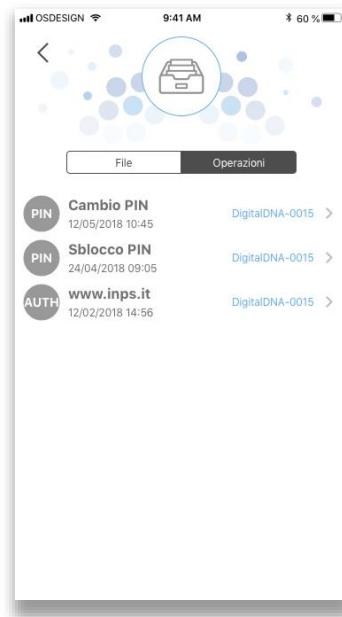 OSDESIGN 9:41 AM 60 %
File Operazioni
PIN Cambio PIN DigitalDNA-0015
12/05/2018 10:45
PIN Sblocco PIN DigitalDNA-0015
24/04/2018 09:05
AUTH www.inps.it DigitalDNA-0015
12/02/2018 14:56